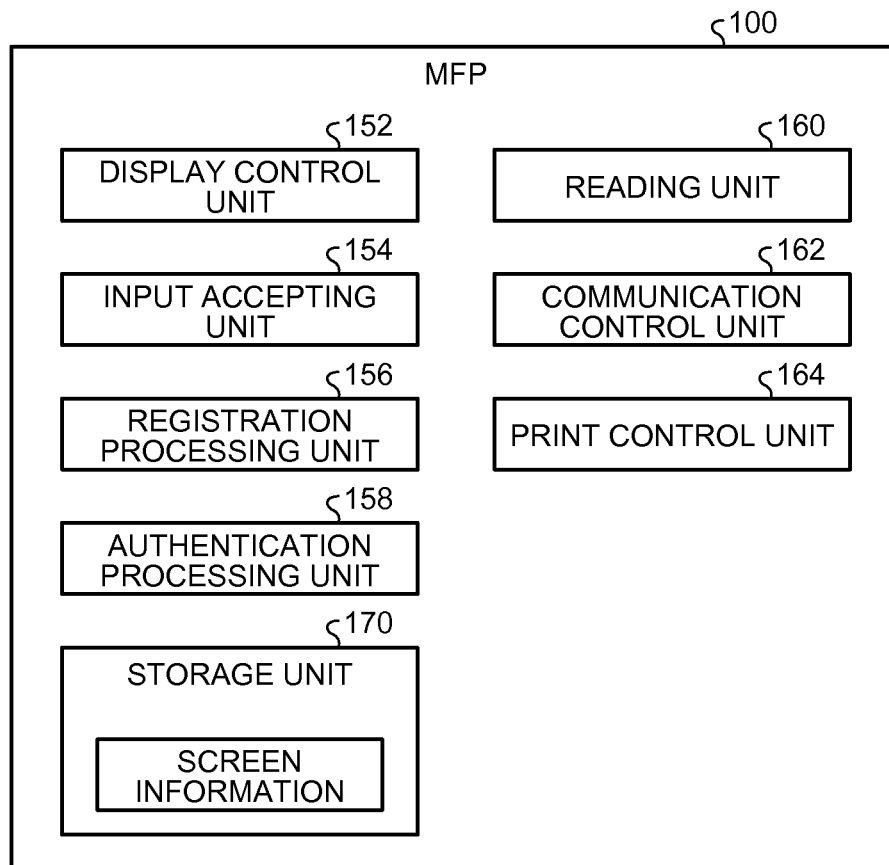 100
MFP
152
DISPLAY CONTROL
UNIT
154
INPUT ACCEPTING
UNIT
156
REGISTRATION
PROCESSING UNIT
158
AUTHENTICATION
PROCESSING UNIT
170
STORAGE UNIT
SCREEN
INFORMATION
160
READING UNIT
162
COMMUNICATION
CONTROL UNIT
164
PRINT CONTROL UNIT